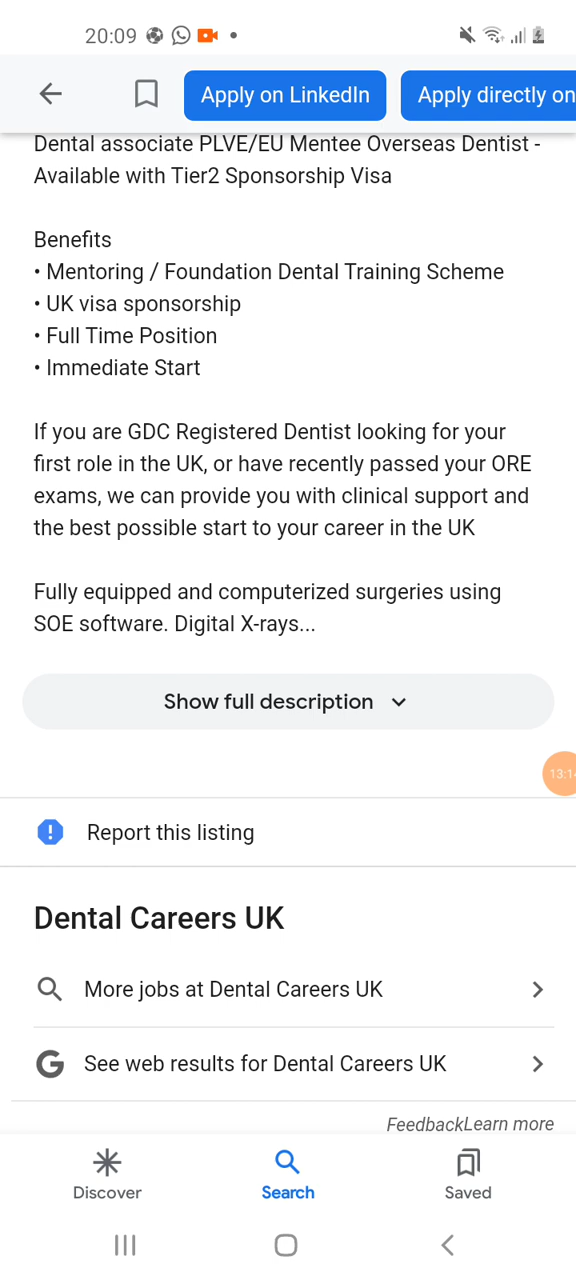 20:09
Apply on LinkedIn
Apply directly on
Dental associate PLVE/EU Mentee Overseas Dentist -
Available with Tier2 Sponsorship Visa
Benefits
• Mentoring / Foundation Dental Training Scheme
• UK visa sponsorship
• Full Time Position
• Immediate Start
If you are GDC Registered Dentist looking for your
first role in the UK, or have recently passed your ORE
exams, we can provide you with clinical support and
the best possible start to your career in the UK
Fully equipped and computerized surgeries using
SOE software. Digital X-rays...
Show full description
Report this listing
Dental Careers UK
More jobs at Dental Careers UK
G See web results for Dental Careers UK
FeedbackLearn more
Discover
Search
Saved